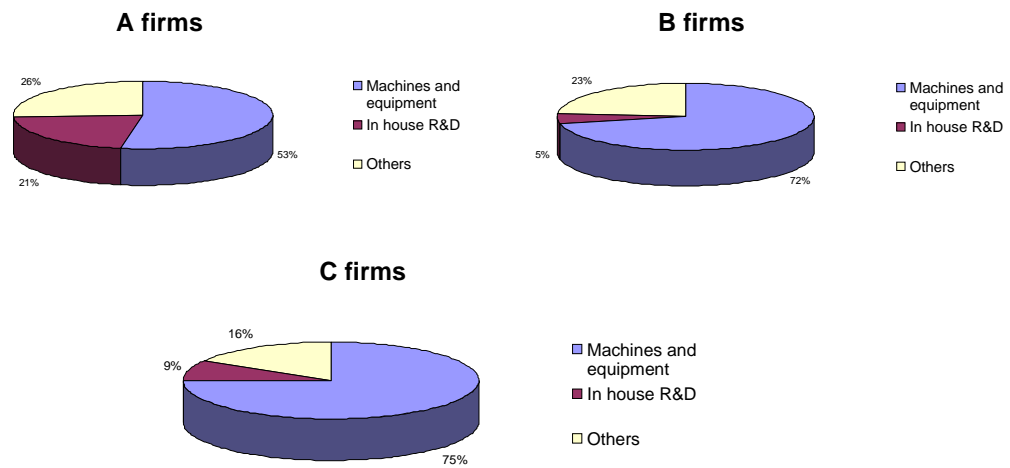 A firms
26%
53%
21%
Machines and
equipment
In house R&D
Others
B firms
23%
5%
72%
Machines and
equipment
In house R&D
Others
C firms
16%
9%
75%
Machines and
equipment
In house R&D
Others